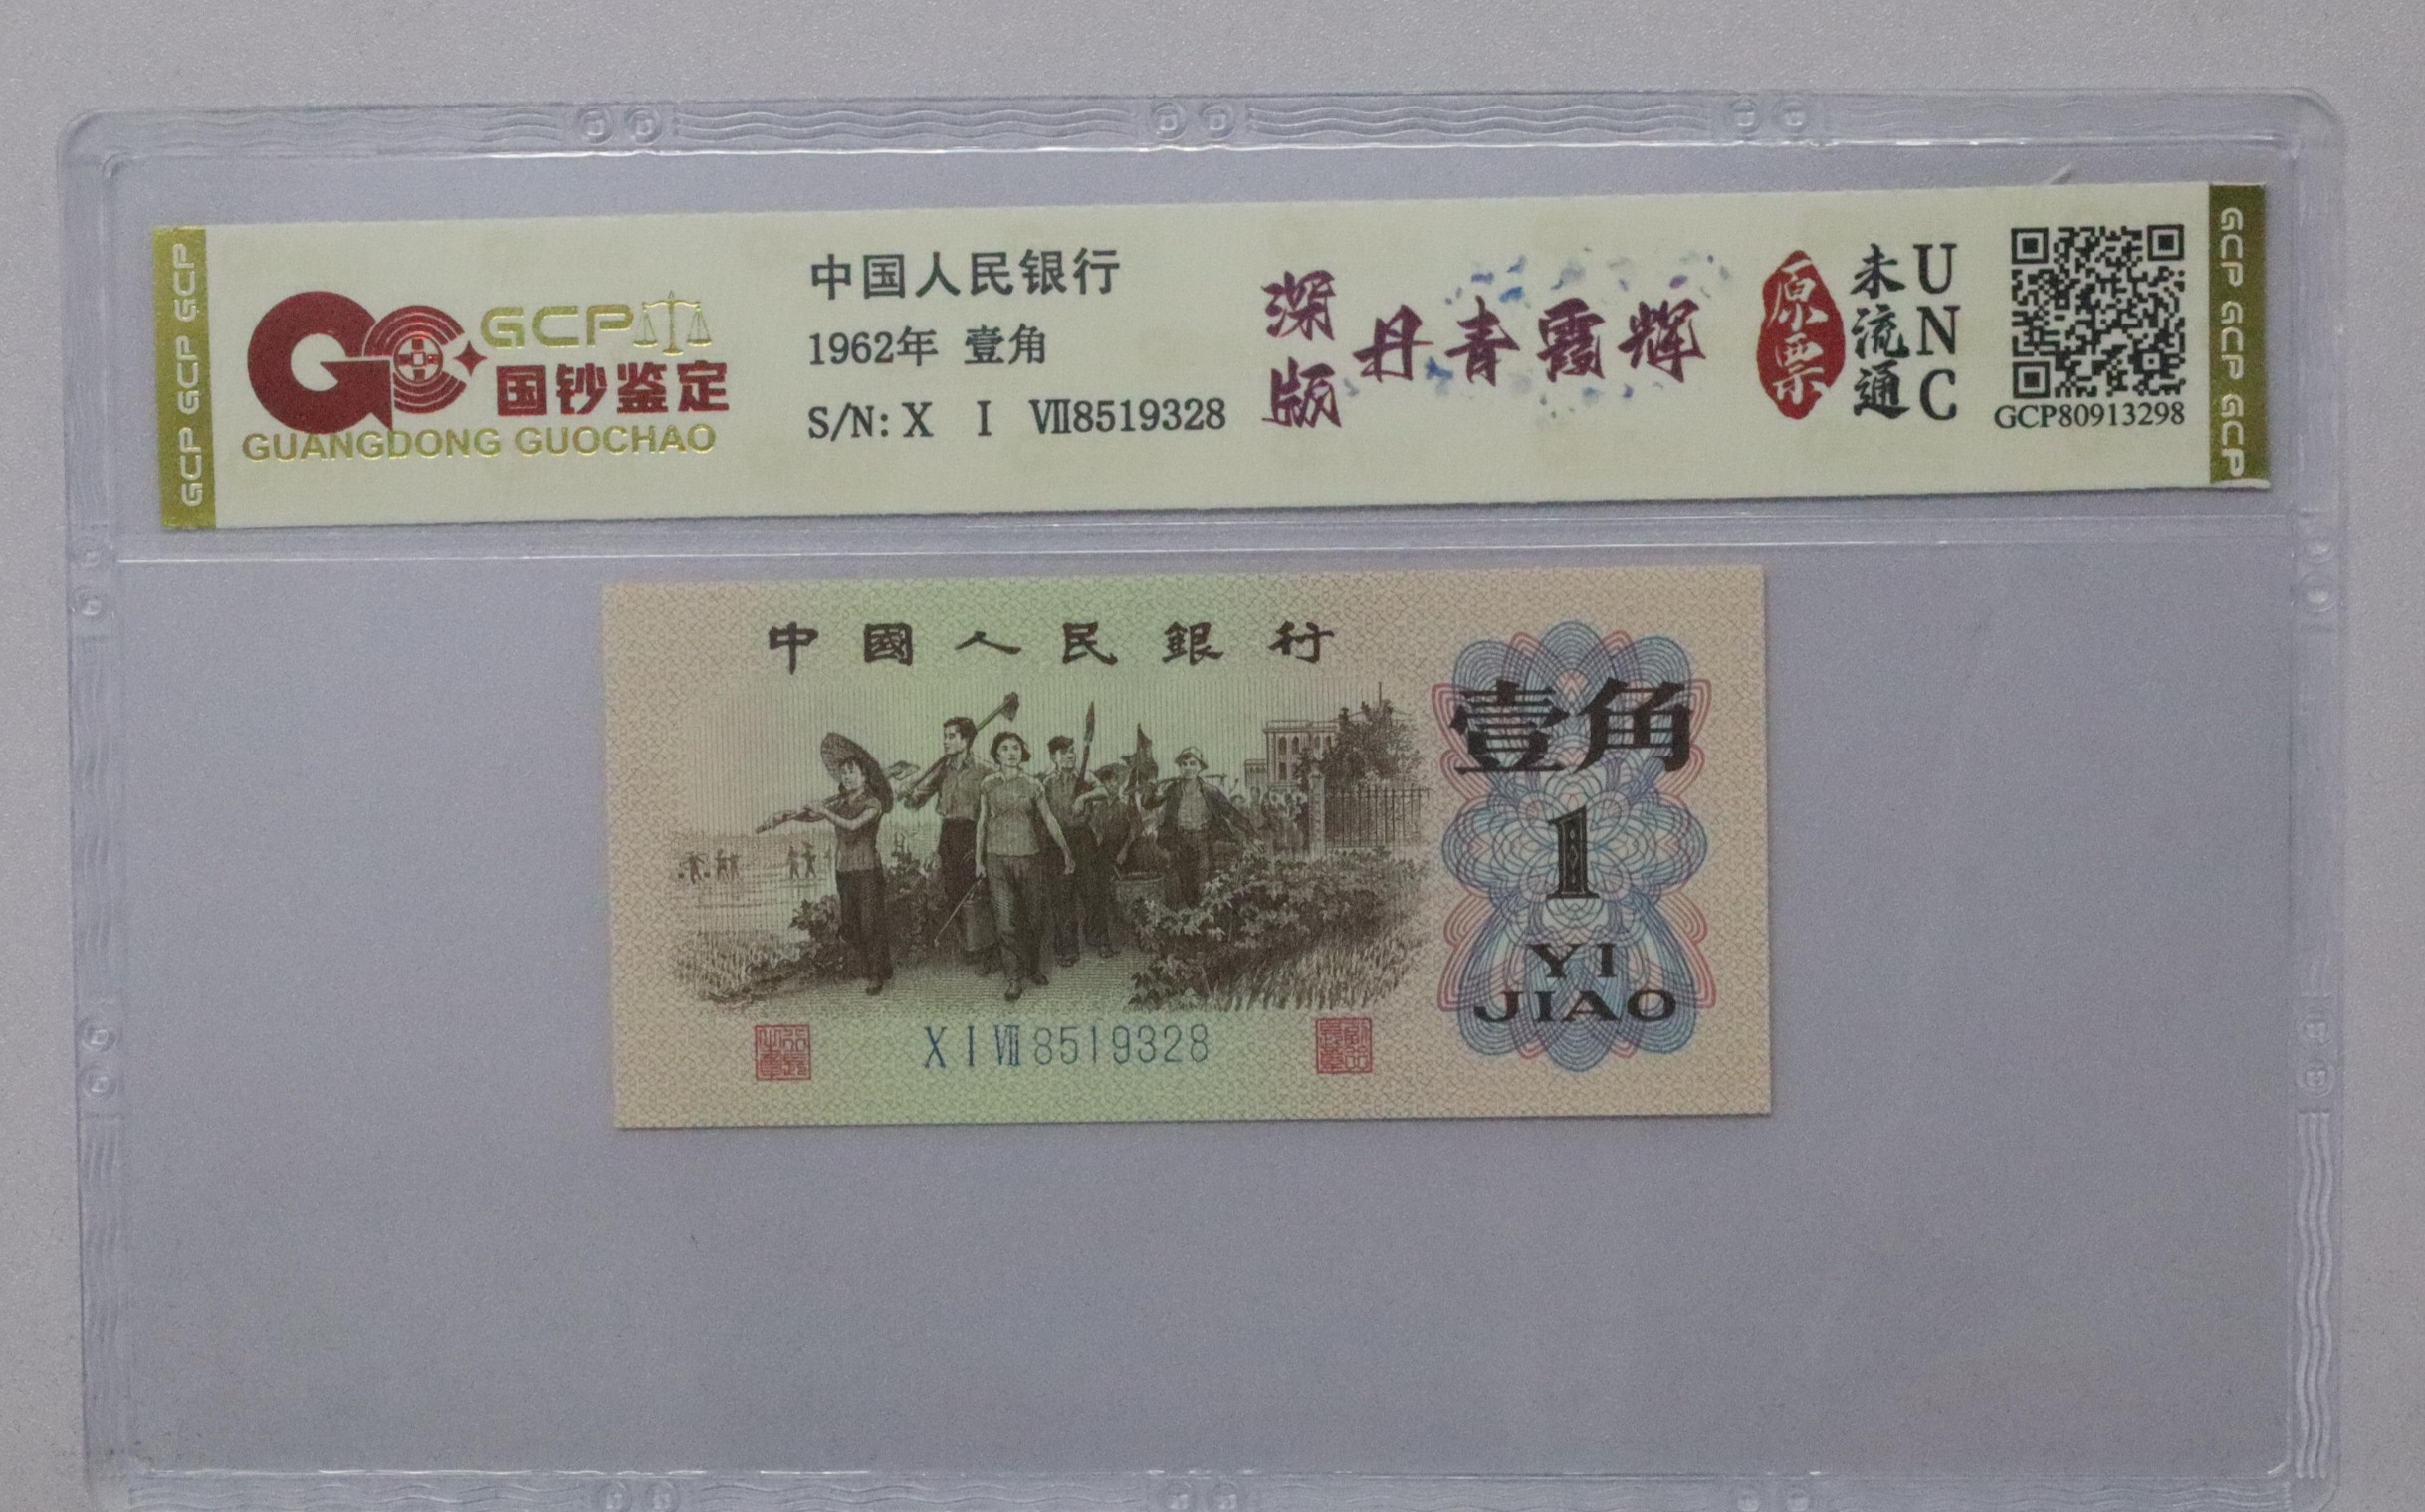 GCP GCP GCP
GCP
国钞鉴定
GUANGDONG GUOCHAO
中国人民银行
1962年 壹角
S/N: X I Ⅶ8519328
深版
丹青霞辉
原票
未流通
UNC
GCP80913298
GCP GCP GCP
中國人民銀行
壹角
1
YI
JIAO
X I Ⅶ 8519328